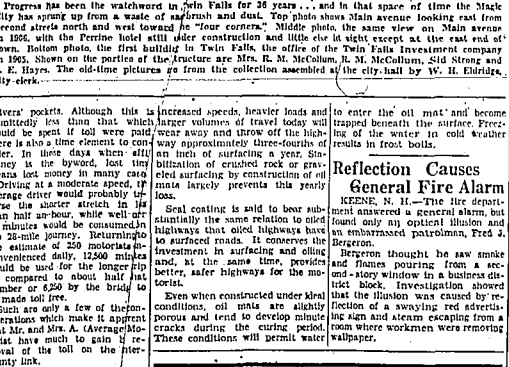 Progress has been the watchword in Twin Falls for 36 years . . . and in that space of time the Magic
City has sprung up from a waste of sagebrush and dust. Top photo shows Main avenue looking east from
second streets north and west toward the "four corners." Middle photo, the same view on Main avenue
in 1906, with the Perrine hotel still under construction and little else in sight except at the east end of
town. Bottom photo, the first building in Twin Falls, the office of the Twin Falls Investment company
in 1905. Shown on the portico of the structure are Mrs. R. M. McCollum, R. M. McCollum, Sid Strong and
E. Hayes. The old-time pictures are from the collection assembled at the city hall by W. H. Eldridge,
city clerk.
ivers' pockets. Although this is
mittedly less than that which
ould be spent if toll were paid
ere is also a time element to con-
der. In these days when effi
ency is the byword, lost tim
eans lost money in many case
Driving at a moderate speed, th
erage driver would probably tr
rse the shorter stretch in
an half an hour, while well over
minutes would be consumed in
28-mile journey. Returning to
e estimate of 250 motorists in-
nvenienced daily, 12,500 minutes
ould be used for the longer trip
compared to about half that
mber or 6,250 by the bridge to
made toll free.
Such are only a few of the con-
erations which make it apparent
at Mr. and Mrs. A. (Average Mo-
ist have much to gain by re-
oval of the toll on the inter-
unty link.
increased speeds, heavier loads and
larger volumes of travel today will
wear away and throw off the high-
way approximately three-fourths of
an inch of surfacing a year. Sta-
bilization of crushed rock or grav-
eled surfacing by construction of oil
mats largely prevents this yearly
loss.
Seal coating is said to bear sub-
stantially the same relation to oiled
highways that oiled highways have
to surfaced roads. It conserves the
investment in surfacing and oiling
and, at the same time, provides
better, safer highways for the mo-
torist.
Even when constructed under ideal
conditions, oil mats are slightly
porous and tend to develop minute
cracks during the curing period.
These conditions will permit water
to enter the oil mat and become
trapped beneath the surface. Freez-
ing of the water in cold weather
results in frost boils.
Reflection Causes
General Fire Alarm
KEENE, N. H.—The fire depart-
ment answered a general alarm, but
found only an optical illusion and
an embarrassed patrolman, Fred J.
Bergeron.
Bergeron thought he saw smoke
and flames pouring from a sec-
ond-story window in a business dis-
trict block. Investigation showed
that the illusion was caused by re-
flection of a swaying red advertis-
ing sign and steam escaping from a
room where workmen were removing
wallpaper.